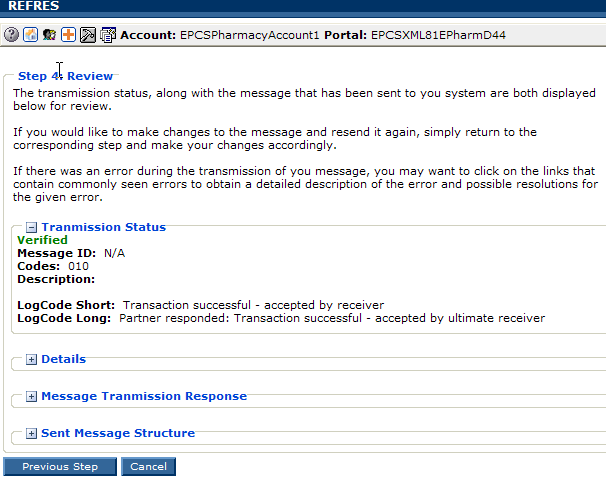 REFRES
Account: EPCSPharmacyAccount1 Portal: EPCSXML81EPharmD44
Step 4: Review
The transmission status, along with the message that has been sent to you system are both displayed
below for review.
If you would like to make changes to the message and resend it again, simply return to the
corresponding step and make your changes accordingly.
If there was an error during the transmission of you message, you may want to click on the links that
contain commonly seen errors to obtain a detailed description of the error and possible resolutions for
the given error.
Tranmission Status
Verified
Message ID: N/A
Codes: 010
Description:
LogCode Short: Transaction successful - accepted by receiver
LogCode Long: Partner responded: Transaction successful - accepted by ultimate receiver
Details
Message Tranmission Response
Sent Message Structure
Previous Step Cancel